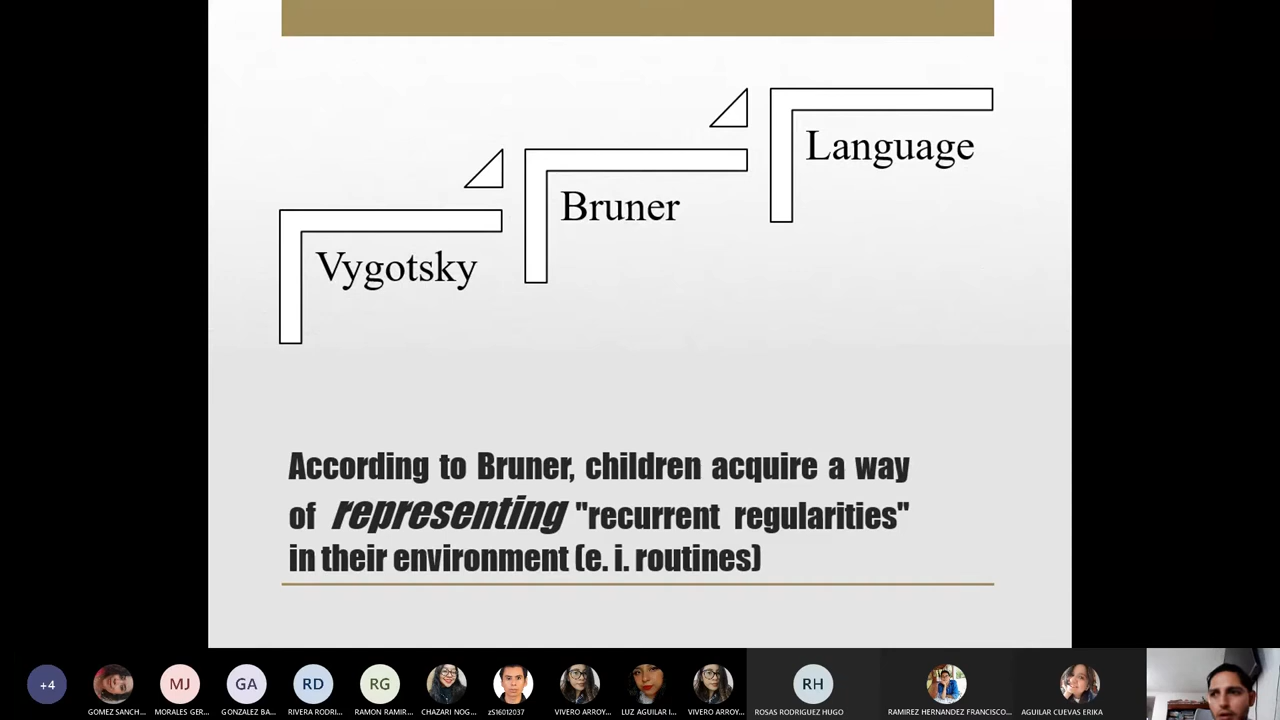 Language
Bruner
Vygotsky
According to Bruner, children acquire a way
of representing "recurrent regularities"
in their environment (e. i. routines)
+4
MJ
GA
RD
RG
RH
GOMEZ SANCH...
MORALES GER...
GONZALEZ BA...
RIVERA RODRI...
RAMON RAMIR...
CHAZARI NOG...
zS16012037
VIVERO ARROY...
LUZ AGUILAR I...
VIVERO ARROY...
ROSAS RODRIGUEZ HUGO
RAMIREZ HERNANDEZ FRANCISCO...
AGUILAR CUEVAS ERIKA